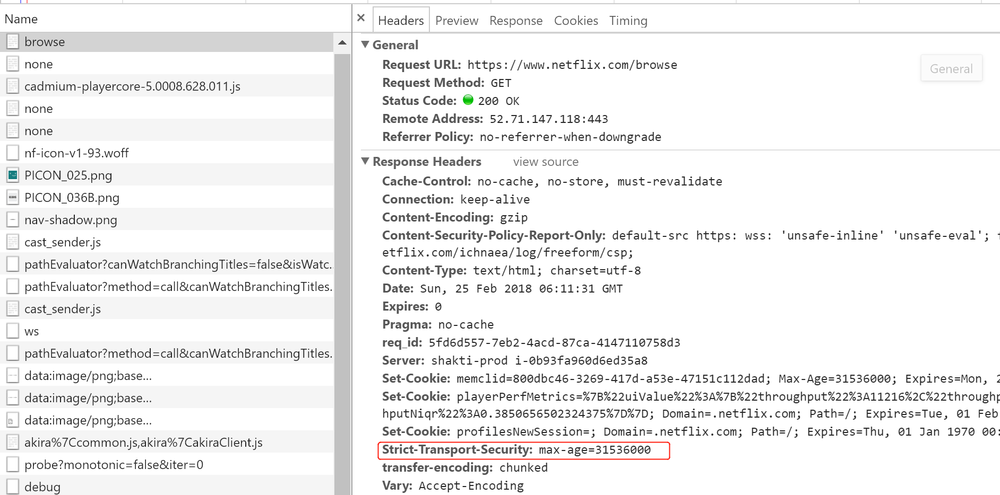 Name
browse
none
cadmium-playercore-5.0008.628.011.js
none
none
nf-icon-v1-93.woff
PICON_025.png
PICON_036B.png
nav-shadow.png
cast_sender.js
pathEvaluator?canWatchBranchingTitles=false&isWatc..
pathEvaluator?method=call&canWatchBranchingTitles.
cast_sender.js
ws
pathEvaluator?method=call&canWatchBranchingTitles.
data:image/png;base...
data:image/png;base...
data:image/png;base...
akira%7Ccommon.js,akira%7CakiraClient.js
probe?monotonic=false&iter=0
debug
× Headers Preview Response Cookies Timing
General
Request URL: https://www.netflix.com/browse
General
Request Method: GET
Status Code: 200 OK
Remote Address: 52.71.147.118:443
Referrer Policy: no-referrer-when-downgrade
Response Headers view source
Cache-Control: no-cache, no-store, must-revalidate
Connection: keep-alive
Content-Encoding: gzip
Content-Security-Policy-Report-Only: default-src https: wss: 'unsafe-inline' 'unsafe-eval';
etflix.com/ichnaea/log/freeform/csp;
Content-Type: text/html; charset=utf-8
Date: Sun, 25 Feb 2018 06:11:31 GMT
Expires: 0
Pragma: no-cache
req_id: 5fd6d557-7eb2-4acd-87ca-4147110758d3
Server: shakti-prod i-0b93fa960d6ed35a8
Set-Cookie: memclid=800dbc46-3269-417d-a53e-47151c112dad; Max-Age=31536000; Expires=Mon, 2
Set-Cookie: playerPerfMetrics=%7B%22uiValue%22%3A%7B%22throughput%22%3A11216%2C%22throughp
hputNiqr%22%3A0.3850656502324375%7D%7D; Domain=.netflix.com; Path=/; Expires=Tue, 01 Feb
Set-Cookie: profilesNewSession=; Domain=.netflix.com; Path=/; Expires=Thu, 01 Jan 1970 00:
Strict-Transport-Security: max-age=31536000
transfer-encoding: chunked
Vary: Accept-Encoding